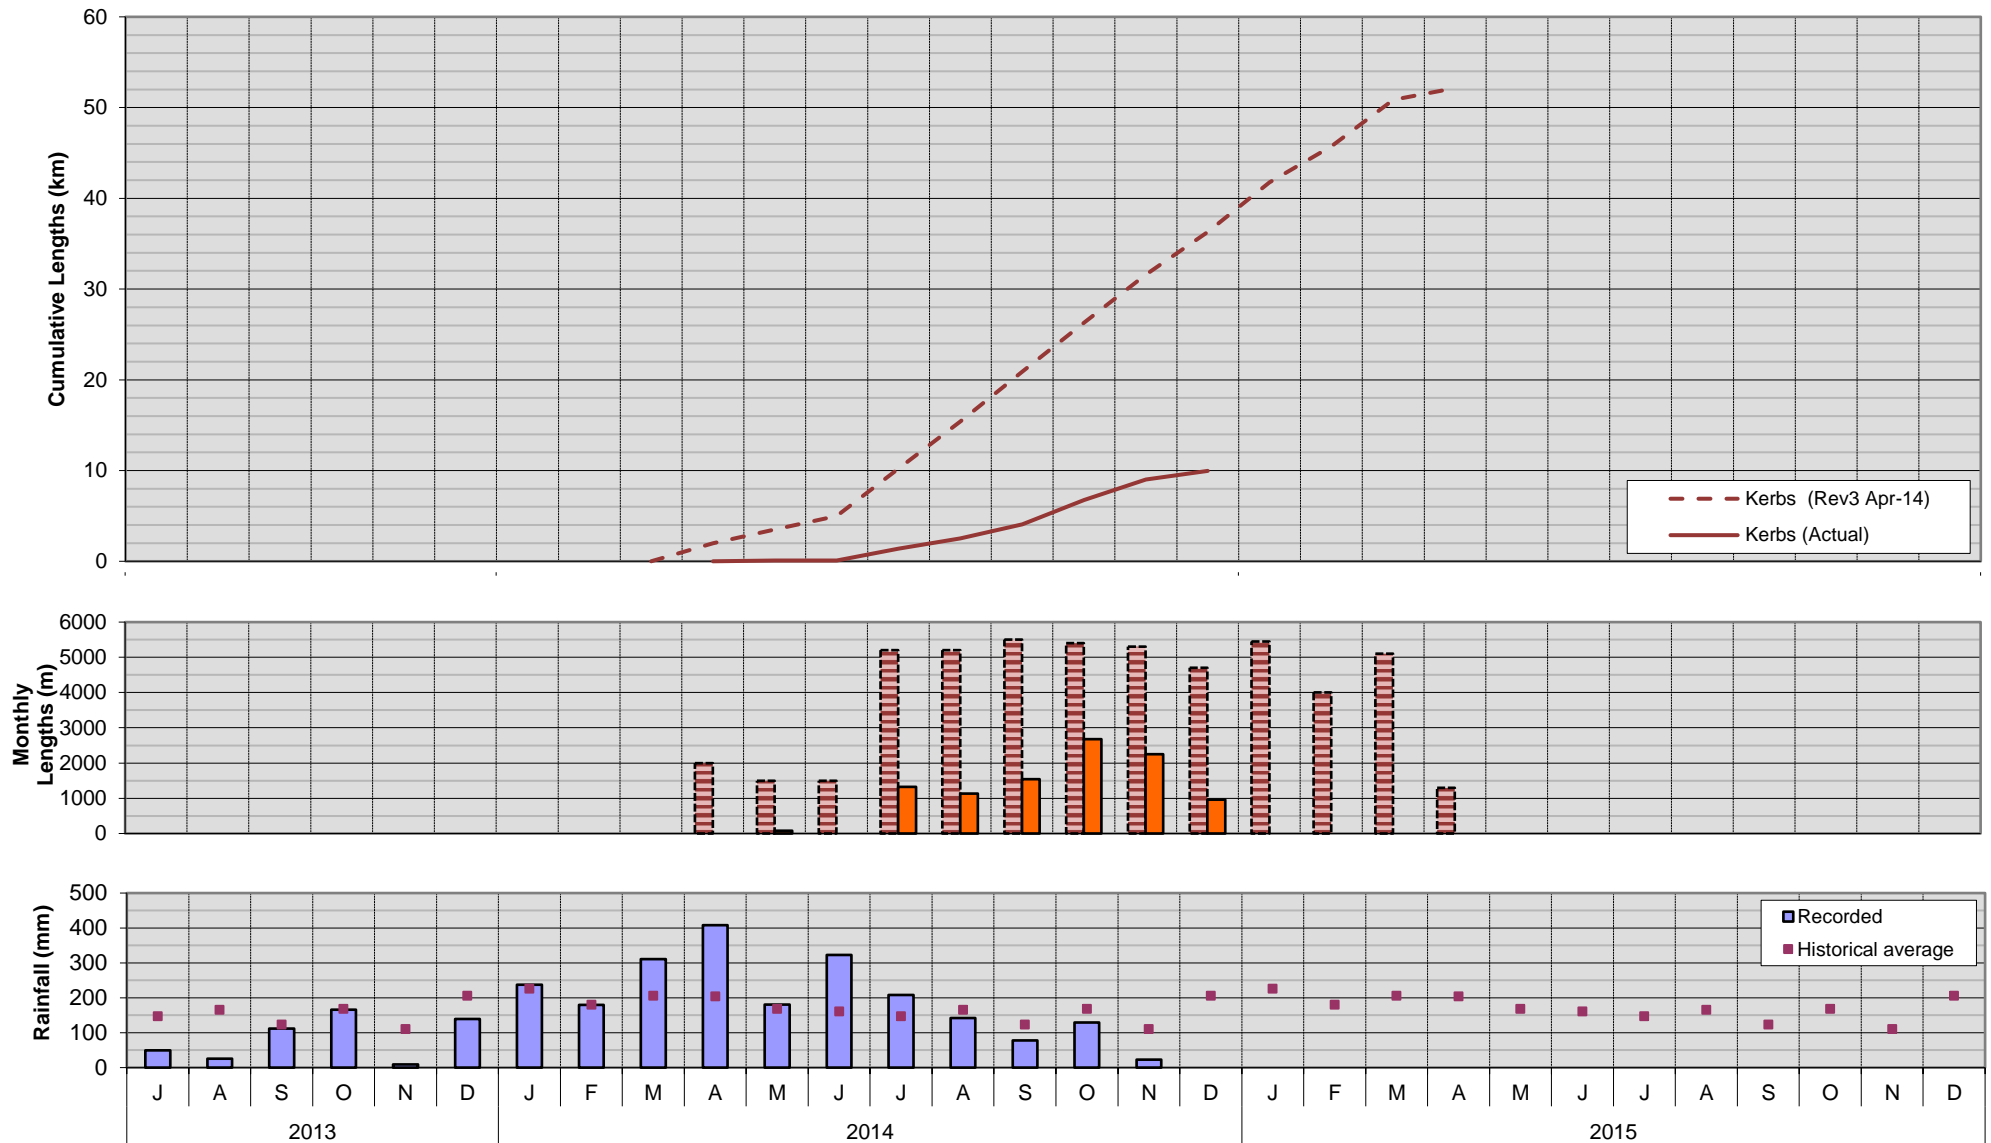 60
50
40
30
20
10
0
Cumulative Lengths (km)
Kerbs (Rev3 Apr-14)
Kerbs (Actual)
6000
5000
4000
3000
2000
1000
0
Monthly
Lengths (m)
500
400
300
200
100
0
Rainfall (mm)
Recorded
Historical average
J A S O N D J F M A M J J A S O N D J F M A M J J A S O N D
2013 2014 2015